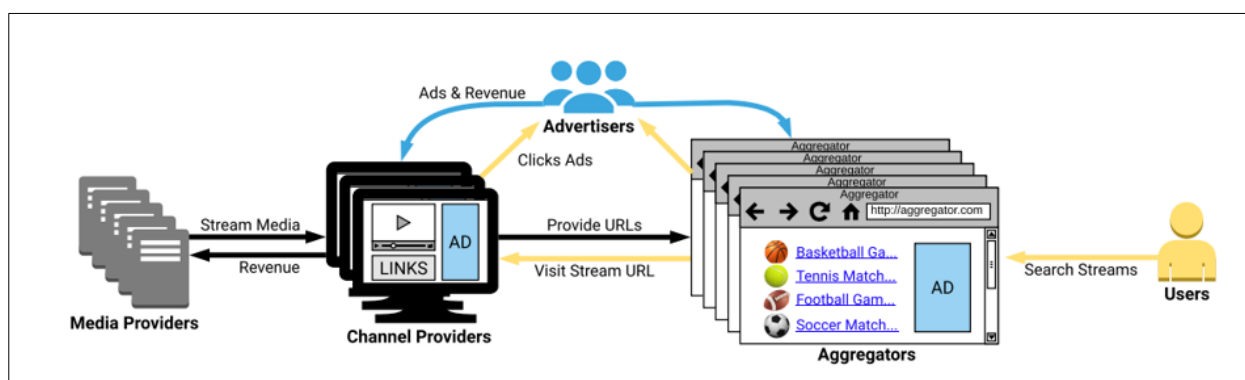 Ads & Revenue
Advertisers
Clicks Ads
Aggregator
Aggregator
Aggregator
Aggregator
Aggregator
http://aggregator.com
Stream Media
Revenue
AD
LINKS
Provide URLs
Visit Stream URL
Basketball Ga...
Tennis Match...
Football Gam...
Soccer Match...
AD
Search Streams
Users
Media Providers
Channel Providers
Aggregators